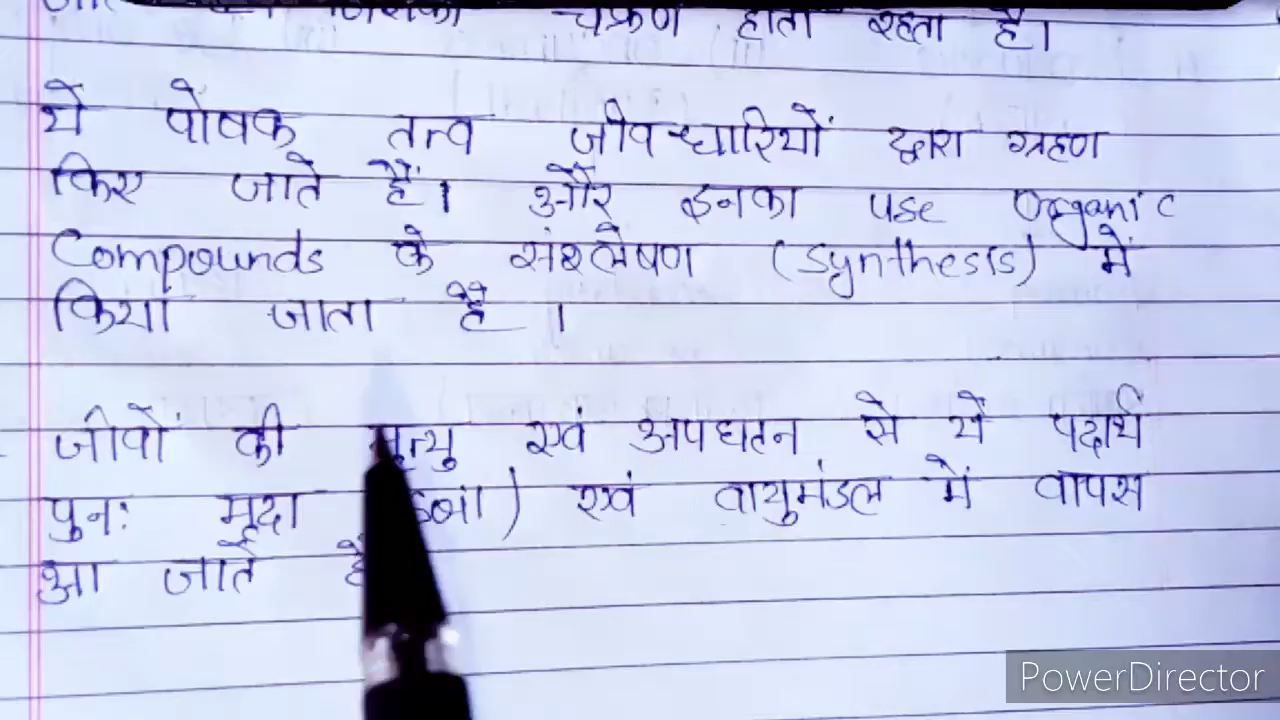 चक्रण होता रहता है।
ये पोषक तत्व जीवधारियों द्वारा ग्रहण
किए जाते हैं। और इनका use Organic
Compounds के संश्लेषण (synthesis) में
किया जाता है ।
जीवों की मृत्यु एवं अपघटन से ये पदार्थ
पुनः मृदा एवं वायुमंडल में वापस
आ जाते
PowerDirector